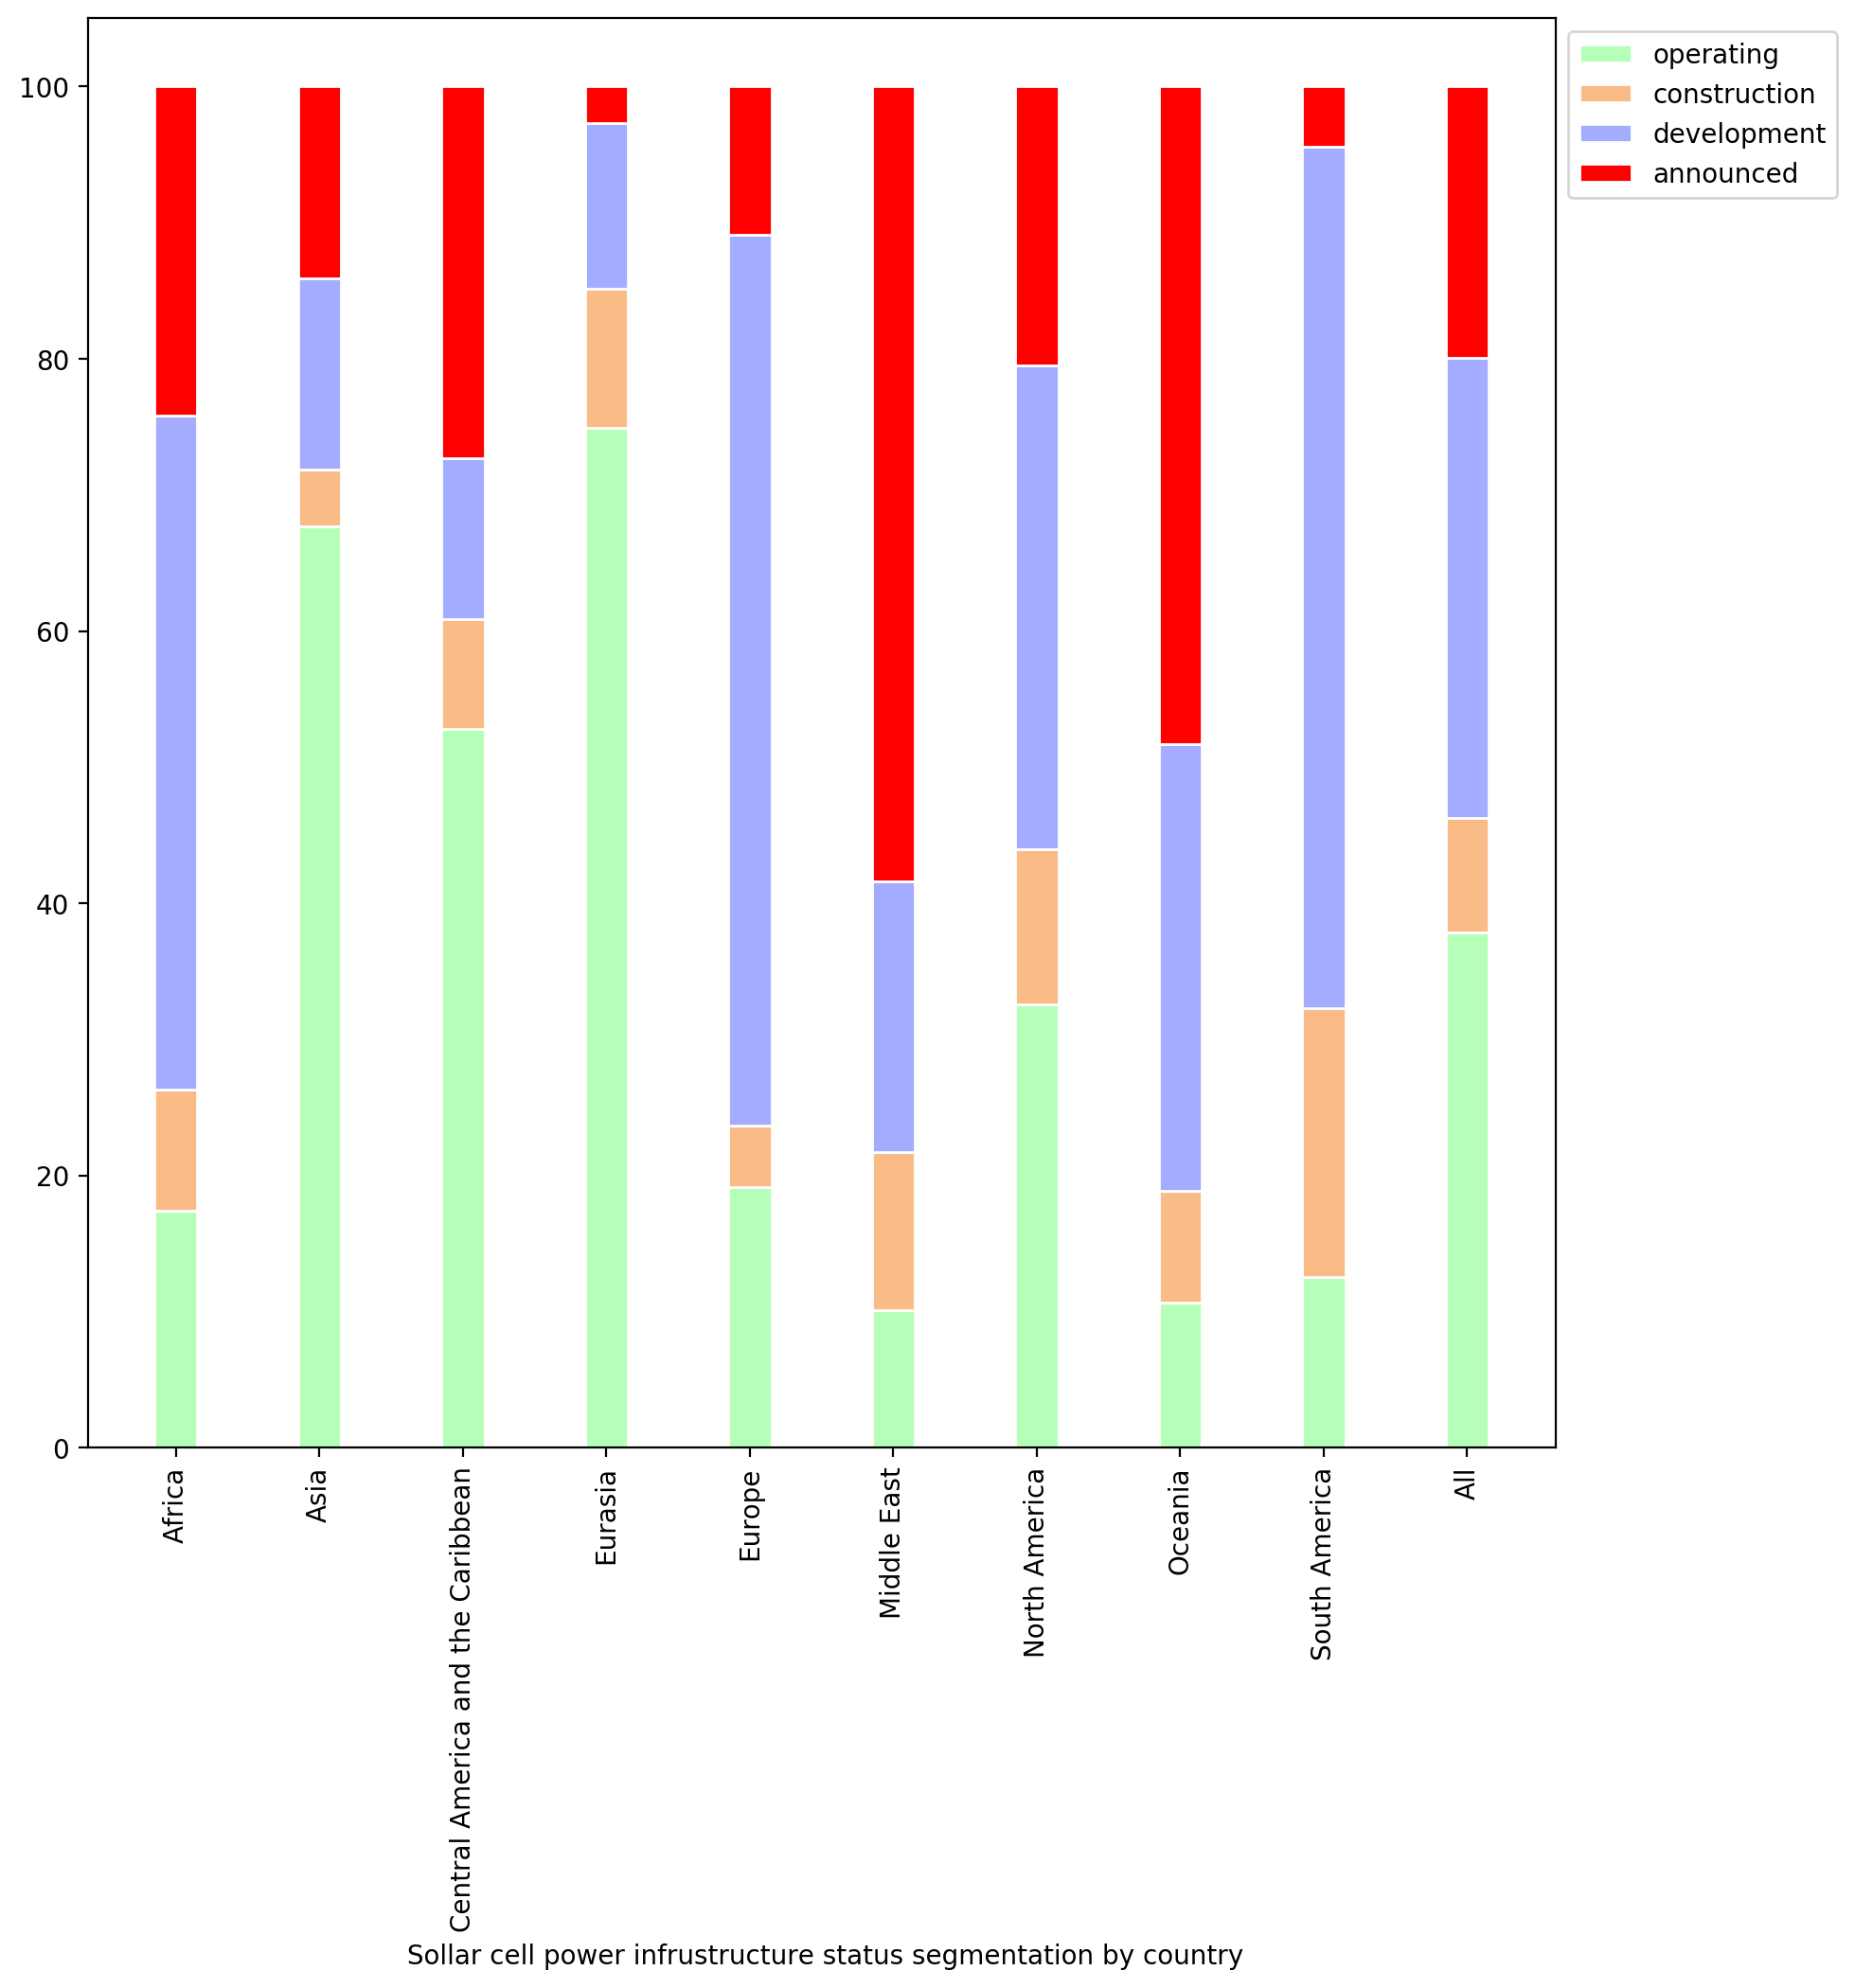 operating
construction
development
announced
100
80
60
40
20
0
Africa
Asia
Central America and the Caribbean
Eurasia
Europe
Middle East
North America
Oceania
South America
All
Sollar cell power infrustructure status segmentation by country